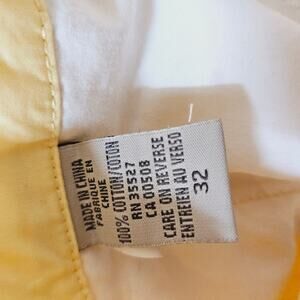 MADE IN CHINA
FABRIQUE EN
CHINE
100% COTTON/COTON
RN 35527
CA 00508
CARE ON REVERSE
ENTRETIEN AU VERSO
32